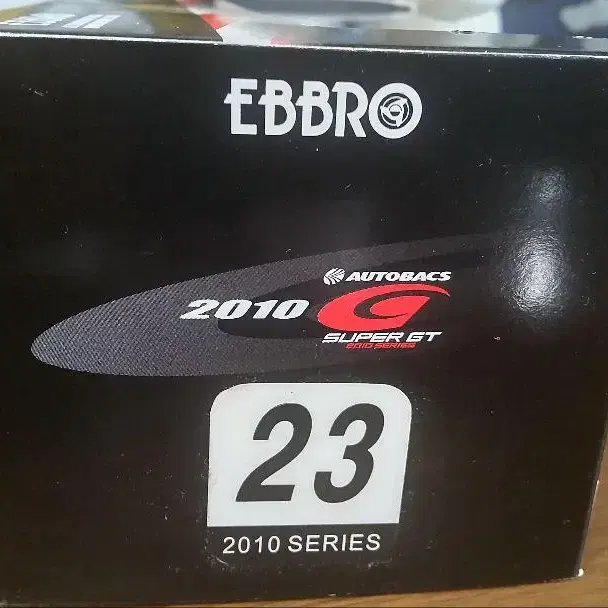 EBBRO
AUTOBACS
2010
SUPER GT
2010 SERIES
23
2010 SERIES